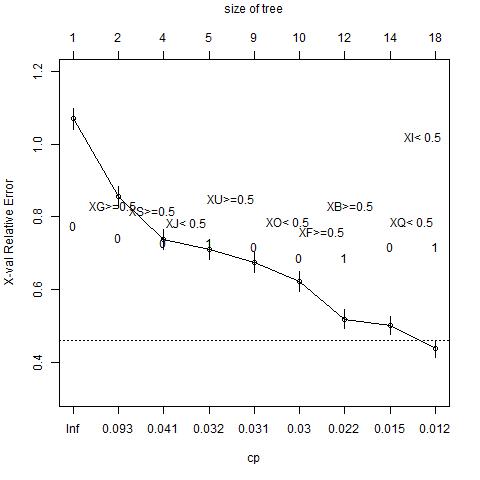 size of tree
1 2 4 5 9 10 12 14 18
X-val Relative Error
1.2
1.0
0.8
0.6
0.4
XI< 0.5
XU>=0.5
XG>=0.5
XS>=0.5
XB>=0.5
XJ< 0.5
XO< 0.5
XQ< 0.5
XF>=0.5
0 0 0 1 0 0 1 0 1
Inf 0.093 0.041 0.032 0.031 0.03 0.022 0.015 0.012
cp